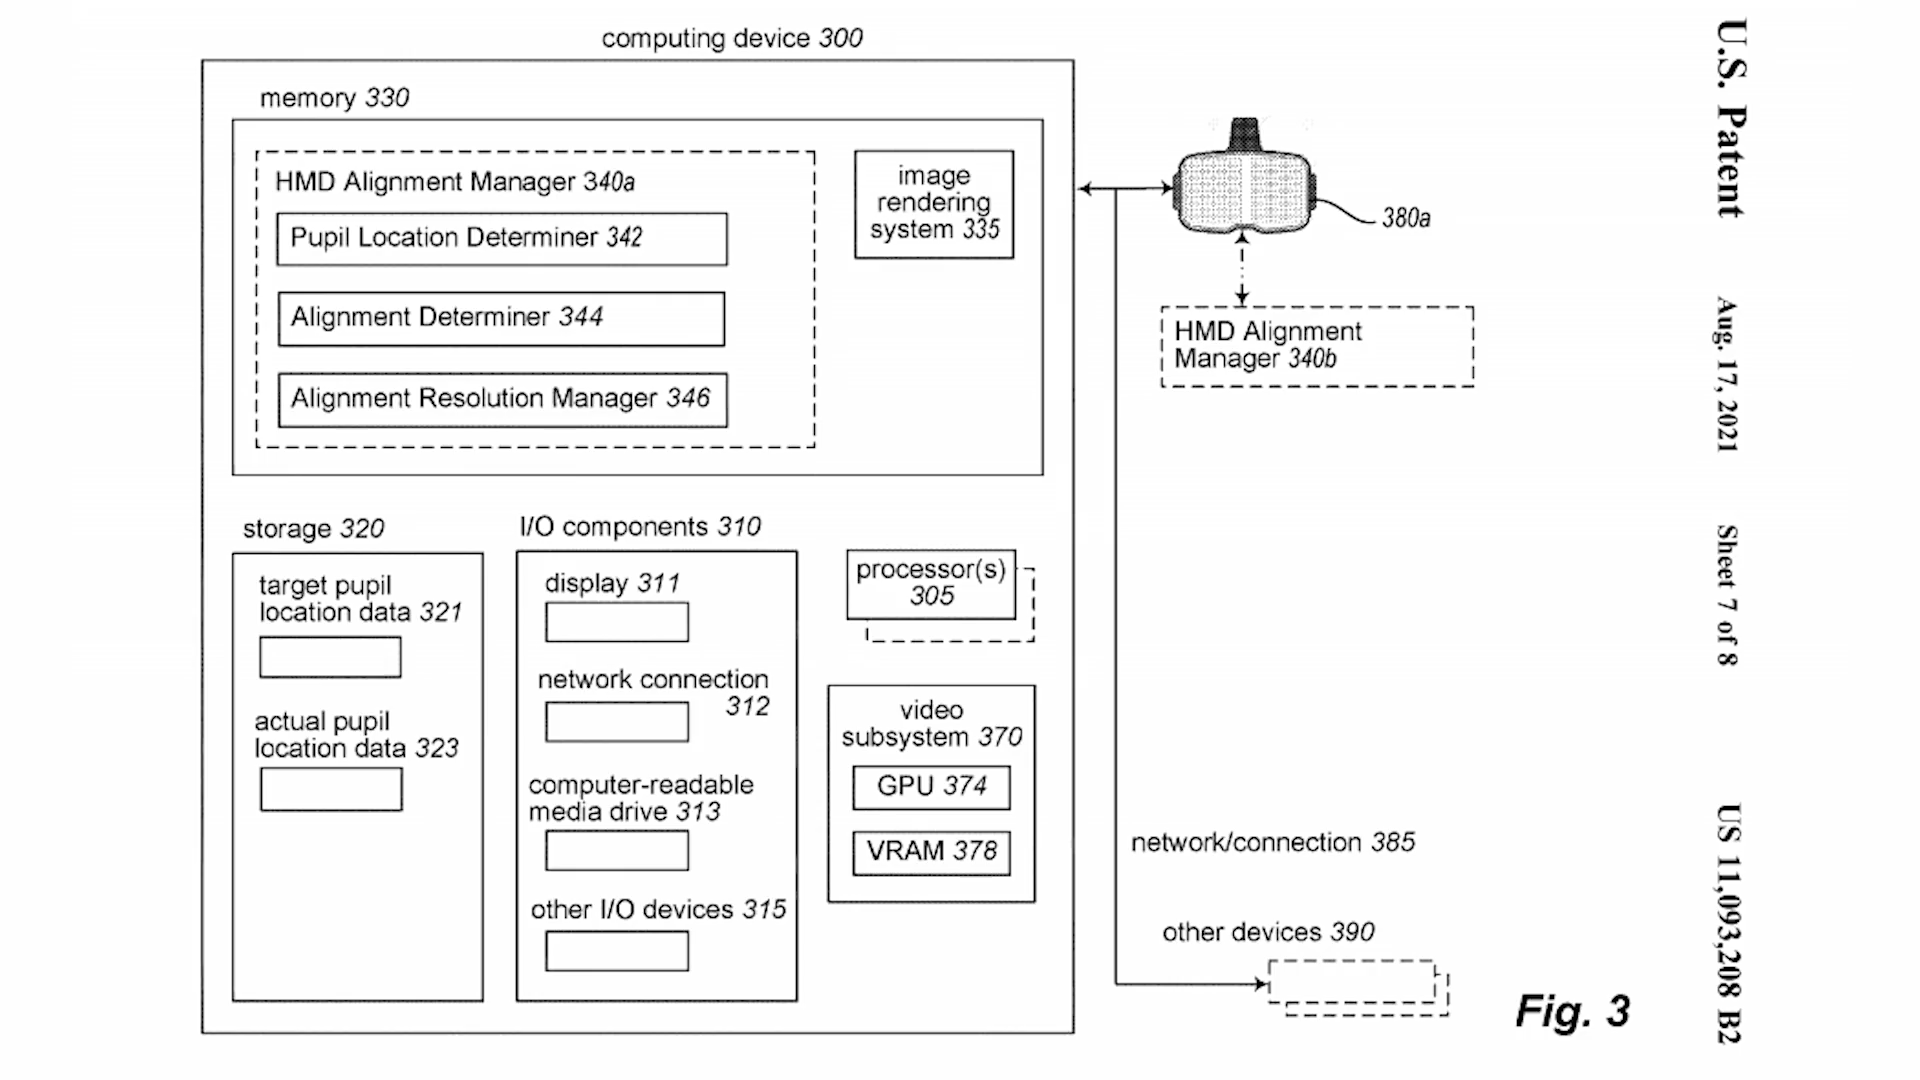 computing device 300
memory 330
HMD Alignment Manager 340a
Pupil Location Determiner 342
Alignment Determiner 344
Alignment Resolution Manager 346
image
rendering
system 335
380a
HMD Alignment
Manager 340b
storage 320
target pupil
location data 321
actual pupil
location data 323
I/O components 310
display 311
network connection
312
computer-readable
media drive 313
other I/O devices 315
processor(s)
305
video
subsystem 370
GPU 374
VRAM 378
network/connection 385
other devices 390
Fig. 3
U.S. Patent
Aug. 17, 2021
Sheet 7 of 8
US 11,093,208 B2